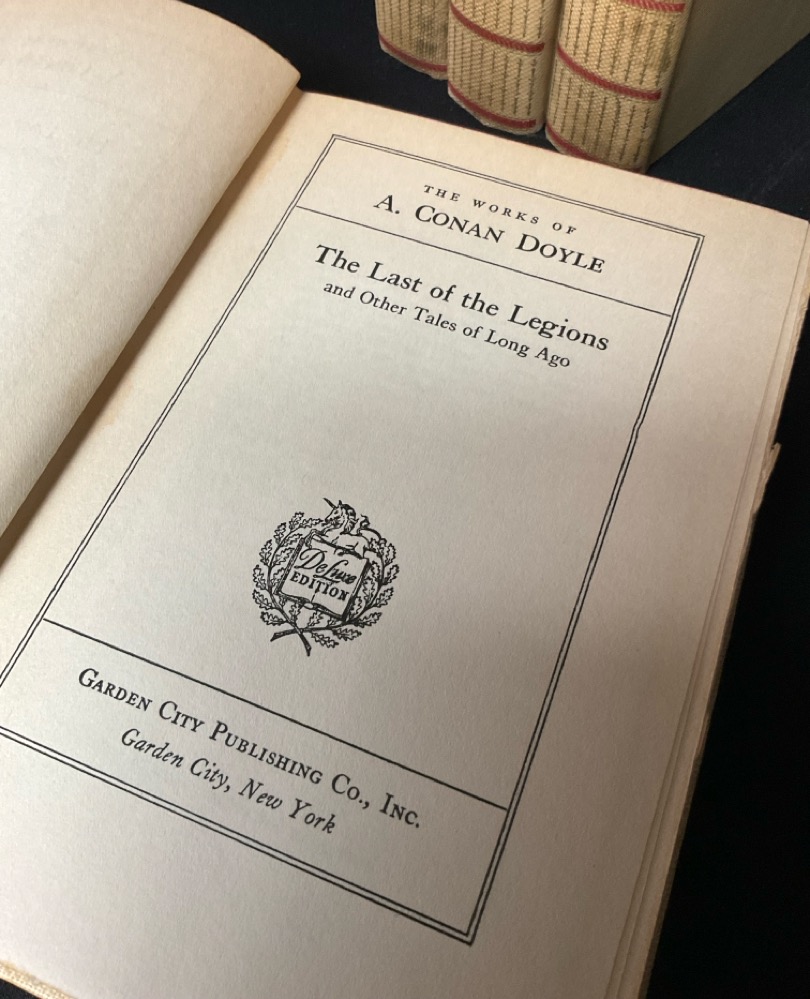 THE WORKS OF
A. CONAN DOYLE
The Last of the Legions
and Other Tales of Long Ago
DeLuxe
EDITION
GARDEN CITY PUBLISHING CO., INC.
Garden City, New York